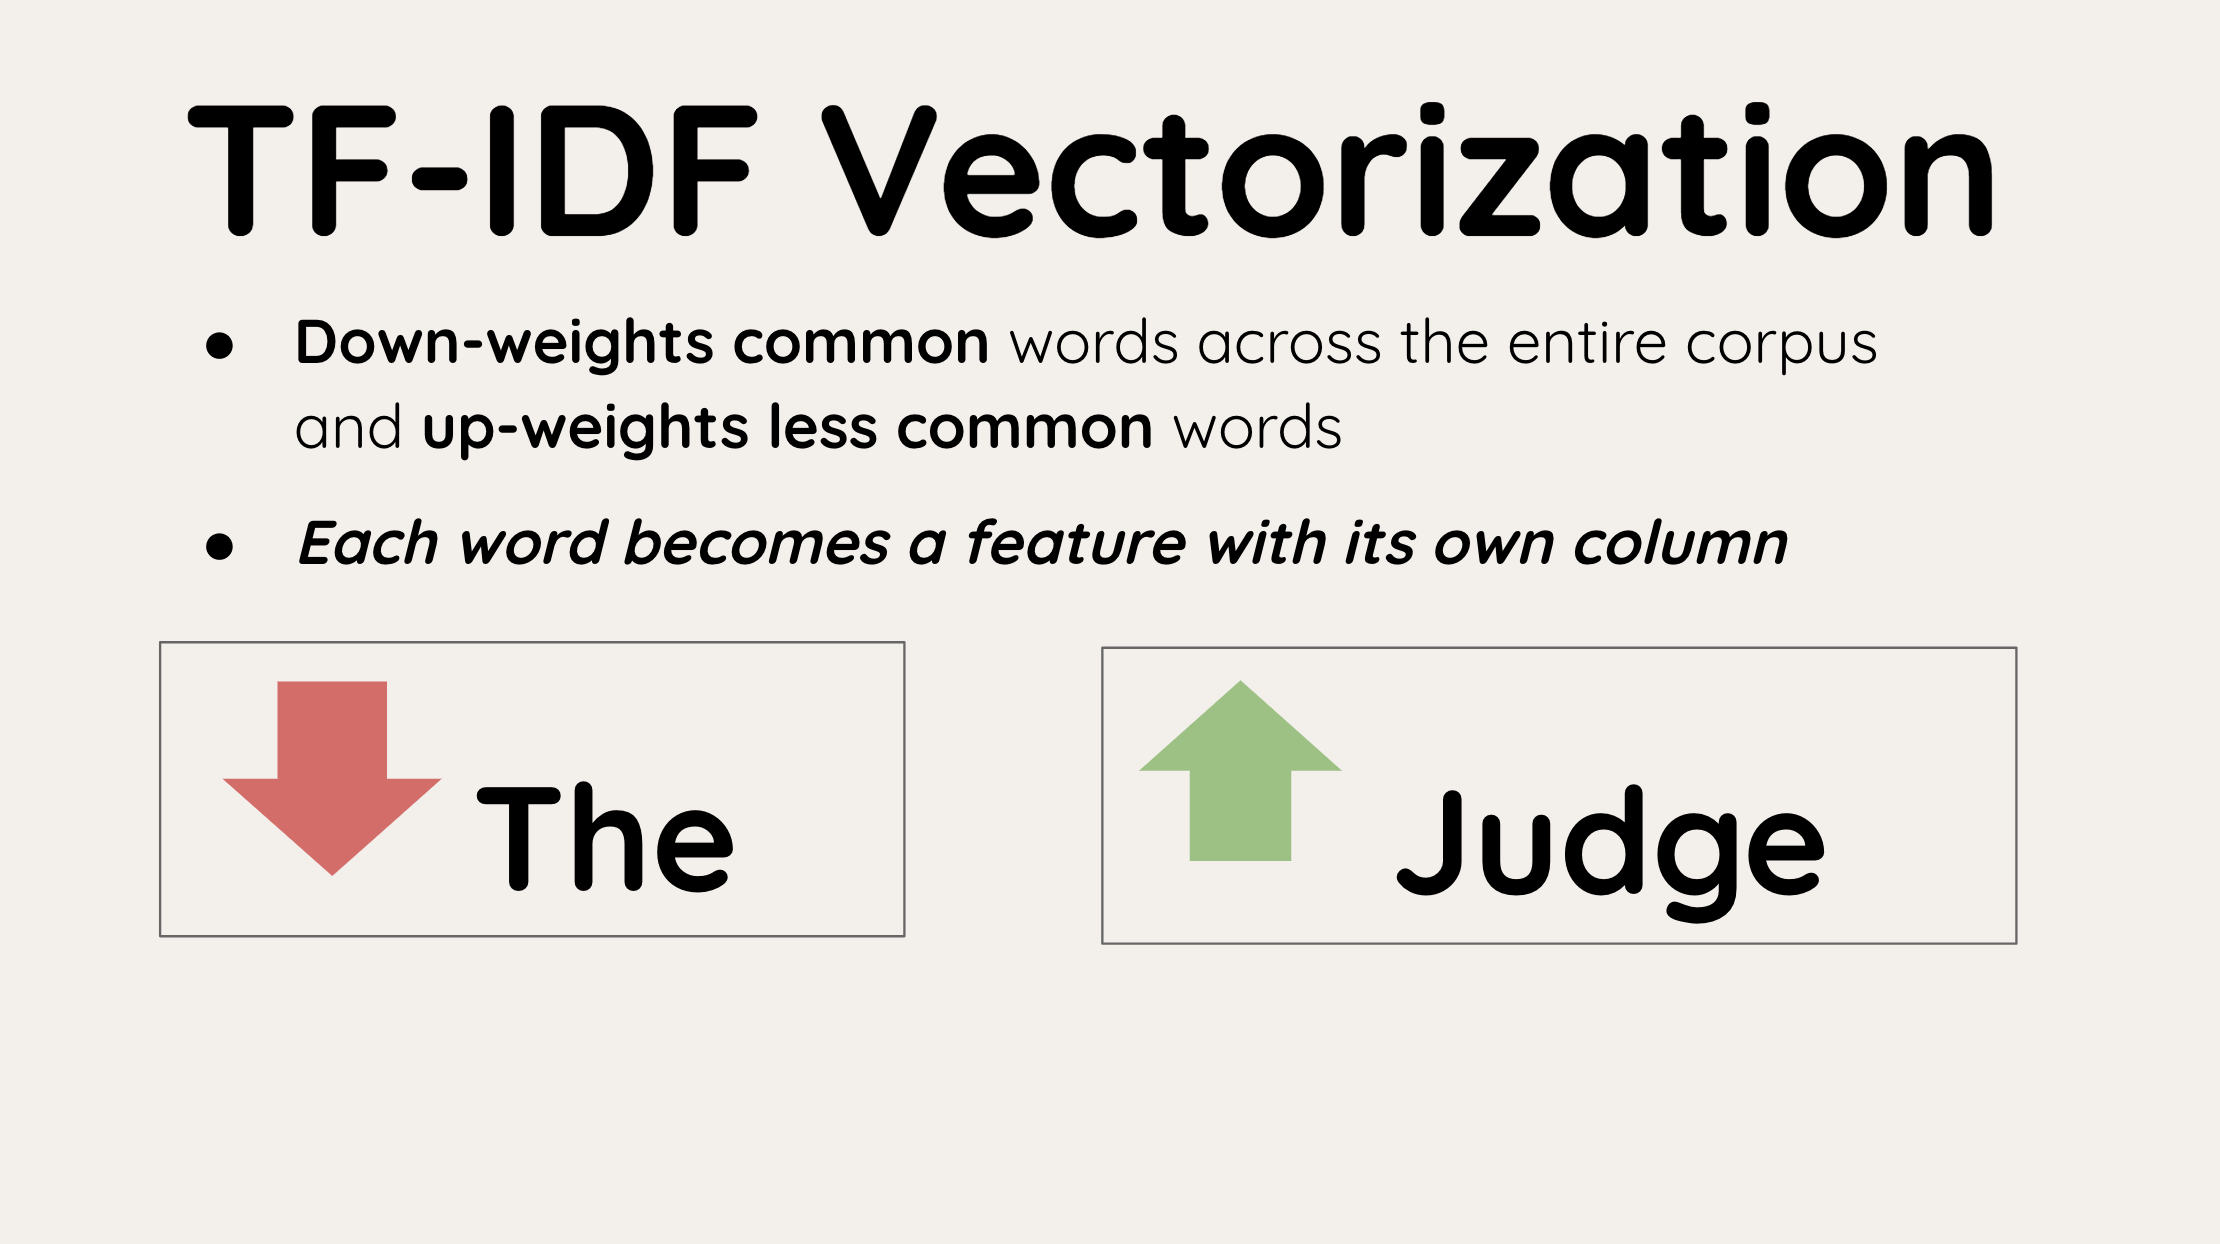 TF-IDF Vectorization
● Down-weights common words across the entire corpus
and up-weights less common words
● Each word becomes a feature with its own column
The
Judge